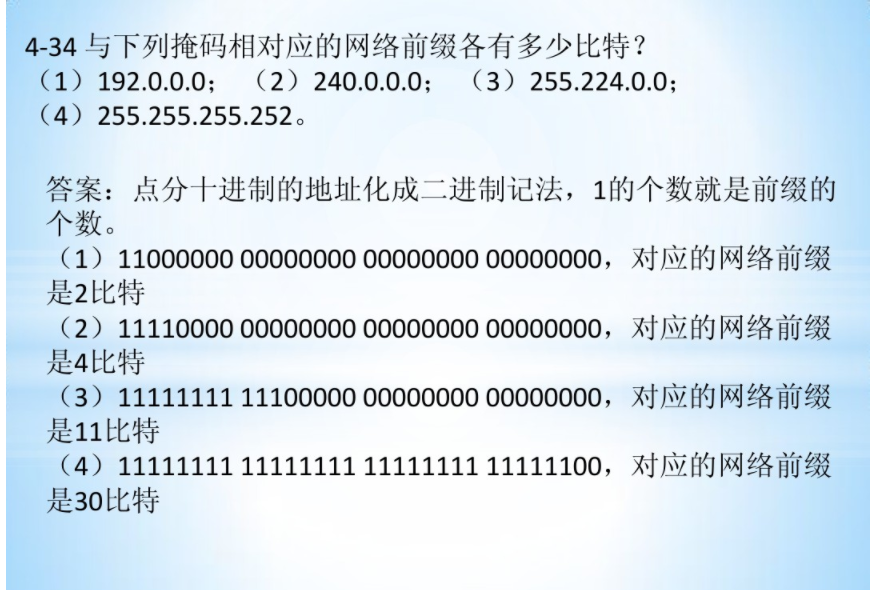 4-34 与下列掩码相对应的网络前缀各有多少比特？
（1）192.0.0.0； （2）240.0.0.0； （3）255.224.0.0；
（4）255.255.255.252。
答案：点分十进制的地址化成二进制记法，1的个数就是前缀的
个数。
（1）11000000 00000000 00000000 00000000，对应的网络前缀
是2比特
（2）11110000 00000000 00000000 00000000，对应的网络前缀
是4比特
（3）11111111 11100000 00000000 00000000，对应的网络前缀
是11比特
（4）11111111 11111111 11111111 11111100，对应的网络前缀
是30比特